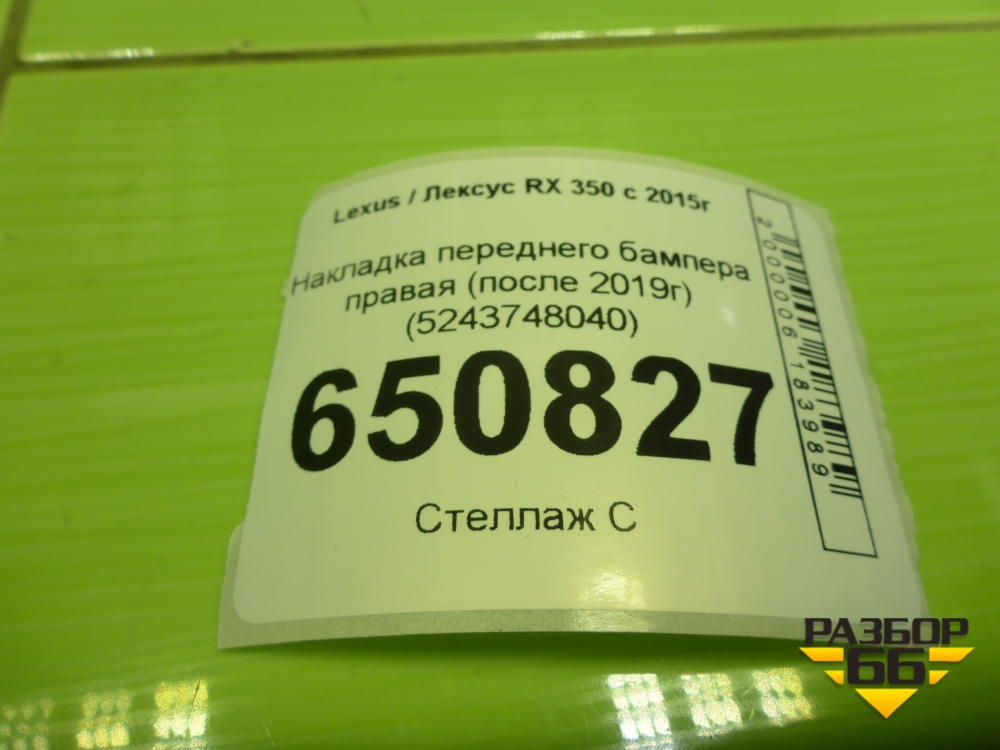 Lexus / Лексус RX 350 с 2015г
Накладка переднего бампера
правая (после 2019г)
(5243748040)
650827
Стеллаж С
2000006183989
РАЗБОР
66